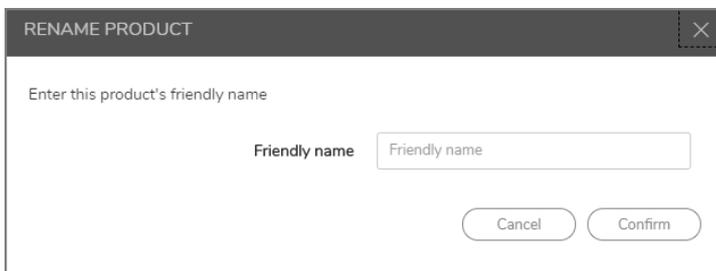 RENAME PRODUCT
Enter this product's friendly name
Friendly name Friendly name
Cancel Confirm